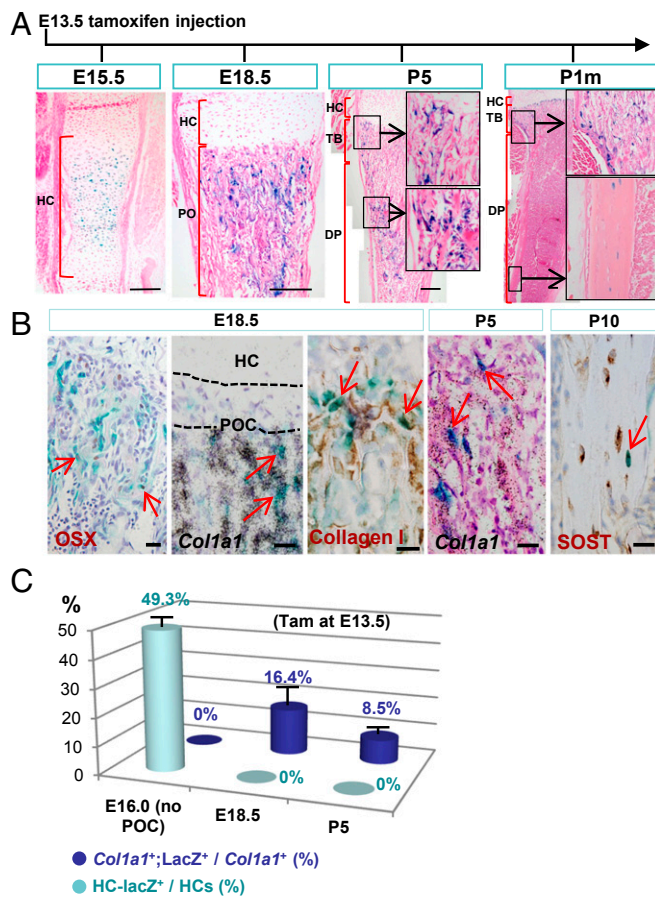 A
E13.5 tamoxifen injection
E15.5 E18.5 P5 P1m
HC
HC
PO
HC
TB
DP
HC
TB
DP
B
E18.5 P5 P10
OSX
HC
POC
Col1a1
Collagen I
Col1a1
SOST
C
%
(Tam at E13.5)
50
40
30
20
10
0
49.3%
0%
16.4%
0%
8.5%
0%
E16.0 (no
POC)
E18.5
P5
Col1a1⁺;LacZ⁺ / Col1a1⁺ (%)
HC-lacZ⁺ / HCs (%)